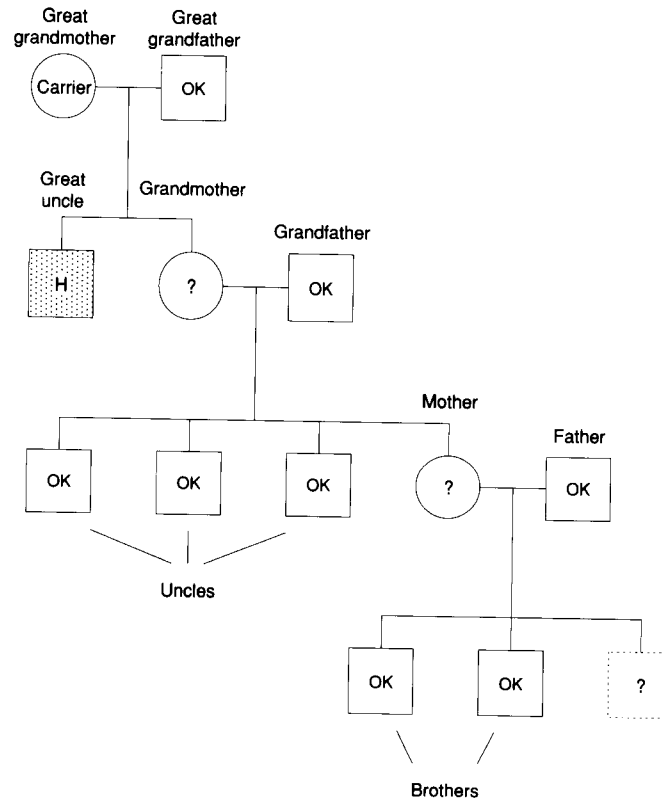 Great
grandmother
Great
grandfather
Carrier
OK
Great
uncle
Grandmother
Grandfather
H
?
OK
Mother
Father
OK
OK
OK
?
OK
Uncles
OK
OK
?
Brothers